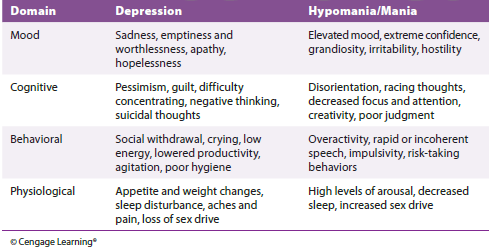 Domain Depression Hypomania/Mania
Mood Sadness, emptiness and Elevated mood, extreme confidence,
worthlessness, apathy, grandiosity, irritability, hostility
hopelessness
Cognitive Pessimism, guilt, difficulty Disorientation, racing thoughts,
concentrating, negative thinking, decreased focus and attention,
suicidal thoughts creativity, poor judgment
Behavioral Social withdrawal, crying, low Overactivity, rapid or incoherent
energy, lowered productivity, speech, impulsivity, risk-taking
agitation, poor hygiene behaviors
Physiological Appetite and weight changes, High levels of arousal, decreased
sleep disturbance, aches and sleep, increased sex drive
pain, loss of sex drive
© Cengage Learning®